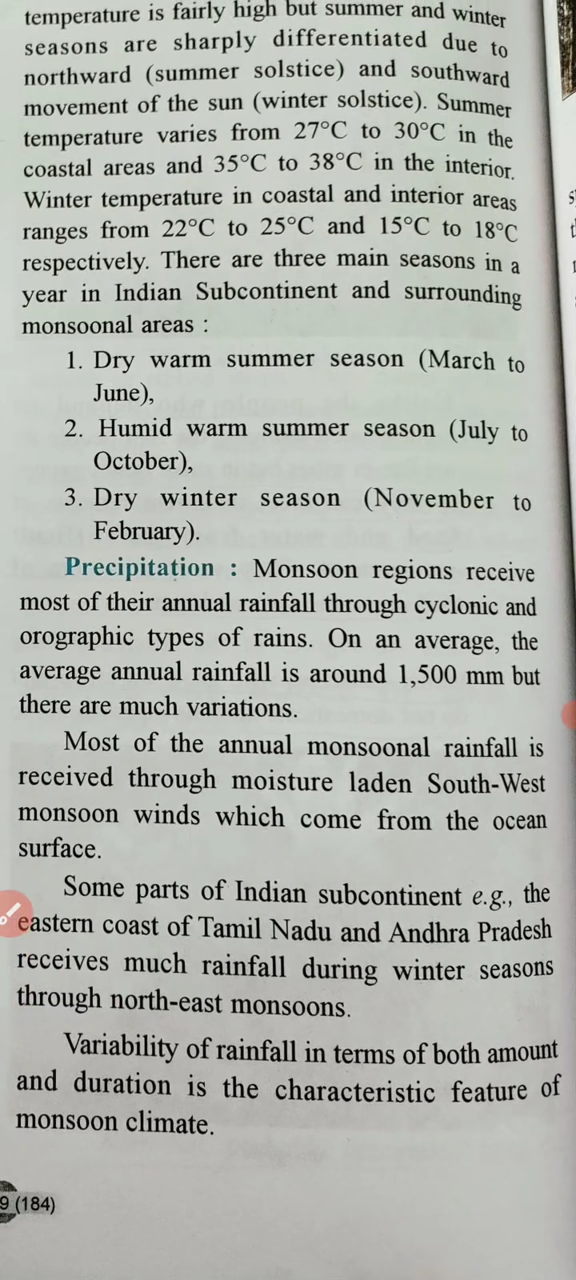 temperature is fairly high but summer and winter
seasons are sharply differentiated due to
northward (summer solstice) and southward
movement of the sun (winter solstice). Summer
temperature varies from 27°C to 30°C in the
coastal areas and 35°C to 38°C in the interior.
Winter temperature in coastal and interior areas
ranges from 22°C to 25°C and 15°C to 18°C
respectively. There are three main seasons in a
year in Indian Subcontinent and surrounding
monsoonal areas :
1. Dry warm summer season (March to
June),
2. Humid warm summer season (July to
October),
3. Dry winter season (November to
February).
Precipitation : Monsoon regions receive
most of their annual rainfall through cyclonic and
orographic types of rains. On an average, the
average annual rainfall is around 1,500 mm but
there are much variations.
Most of the annual monsoonal rainfall is
received through moisture laden South-West
monsoon winds which come from the ocean
surface.
Some parts of Indian subcontinent e.g., the
eastern coast of Tamil Nadu and Andhra Pradesh
receives much rainfall during winter seasons
through north-east monsoons.
Variability of rainfall in terms of both amount
and duration is the characteristic feature of
monsoon climate.
9 (184)